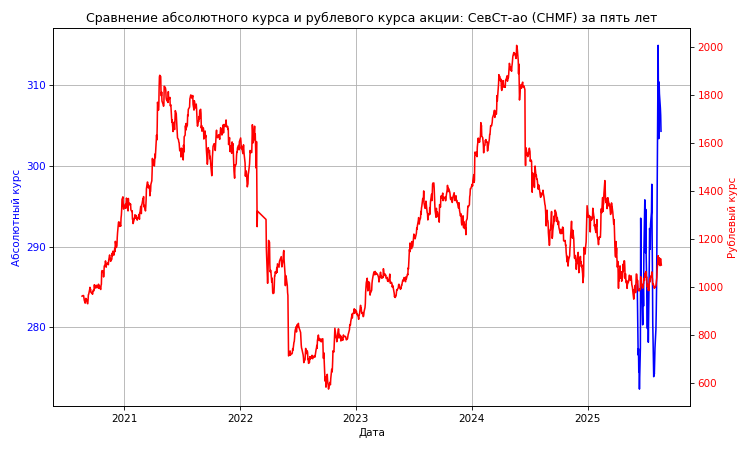 Сравнение абсолютного курса и рублевого курса акции: СевСт-ао (CHMF) за пять лет
310
300
290
280
Абсолютный курс
2000
1800
1600
1400
1200
1000
800
600
Рублевый курс
2021 2022 2023 2024 2025
Дата